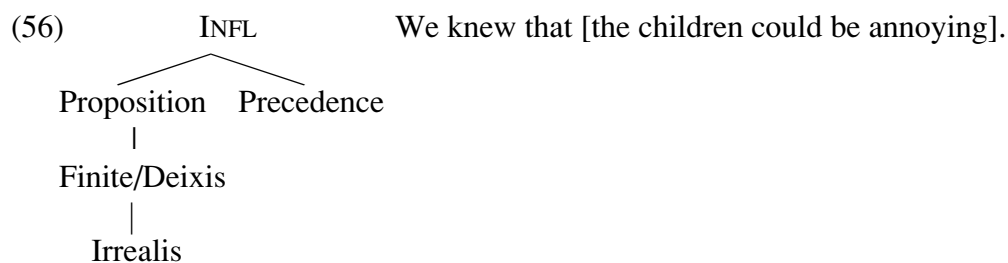 (56) INFL We knew that [the children could be annoying].
Proposition Precedence
Finite/Deixis
Irrealis